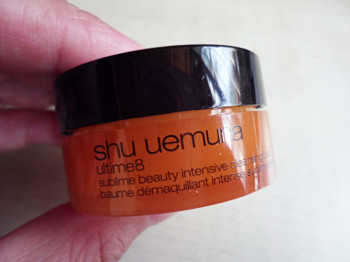 shu uemura
ultime8
sublime beauty intensive
baume démaquillant intense